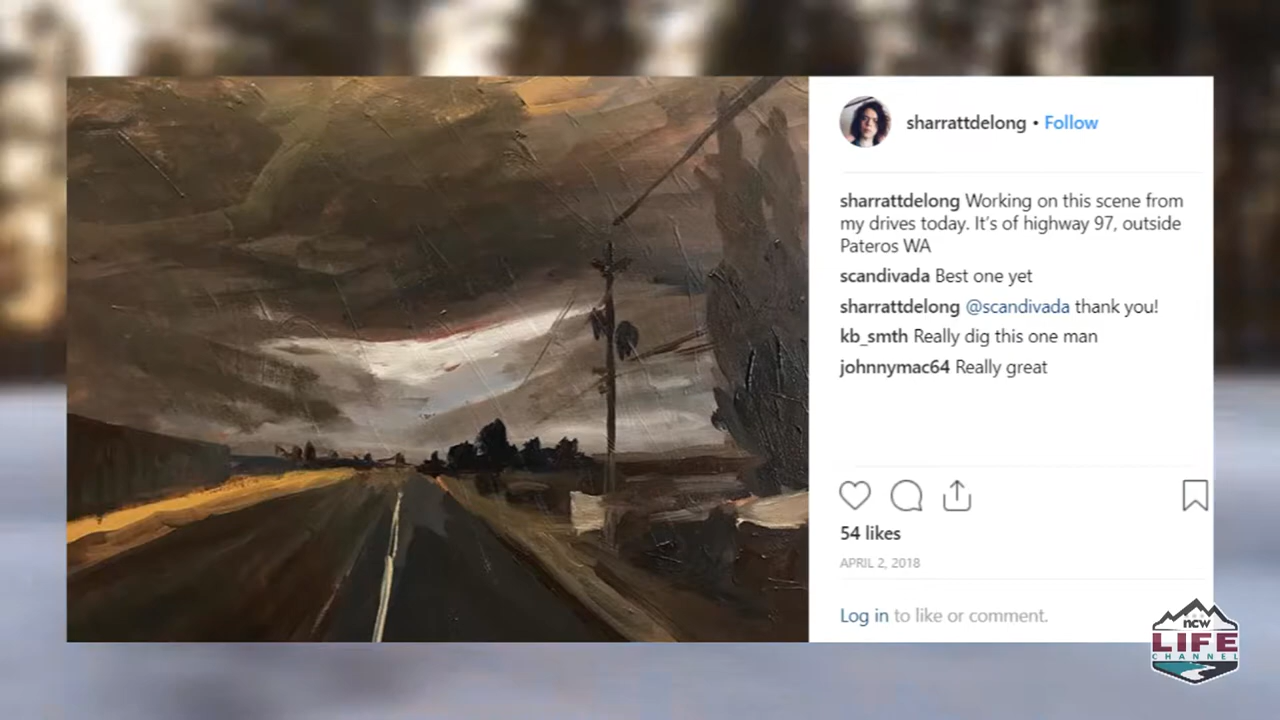 sharrattdelong • Follow
sharrattdelong Working on this scene from
my drives today. It's of highway 97, outside
Pateros WA
scandivada Best one yet
sharrattdelong @scandivada thank you!
kb_smth Really dig this one man
johnnymac64 Really great
54 likes
APRIL 2, 2018
Log in to like or comment.
ncw
LIFE
CHANNEL